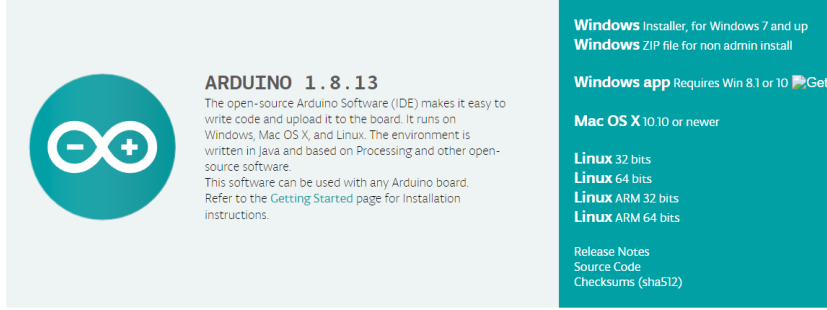 ARDUINO 1.8.13
The open-source Arduino Software (IDE) makes it easy to
write code and upload it to the board. It runs on
Windows, Mac OS X, and Linux. The environment is
written in Java and based on Processing and other open-
source software.
This software can be used with any Arduino board.
Refer to the Getting Started page for Installation
instructions.
Windows Installer, for Windows 7 and up
Windows ZIP file for non admin install
Windows app Requires Win 8.1 or 10 Get
Mac OS X 10.10 or newer
Linux 32 bits
Linux 64 bits
Linux ARM 32 bits
Linux ARM 64 bits
Release Notes
Source Code
Checksums (sha512)